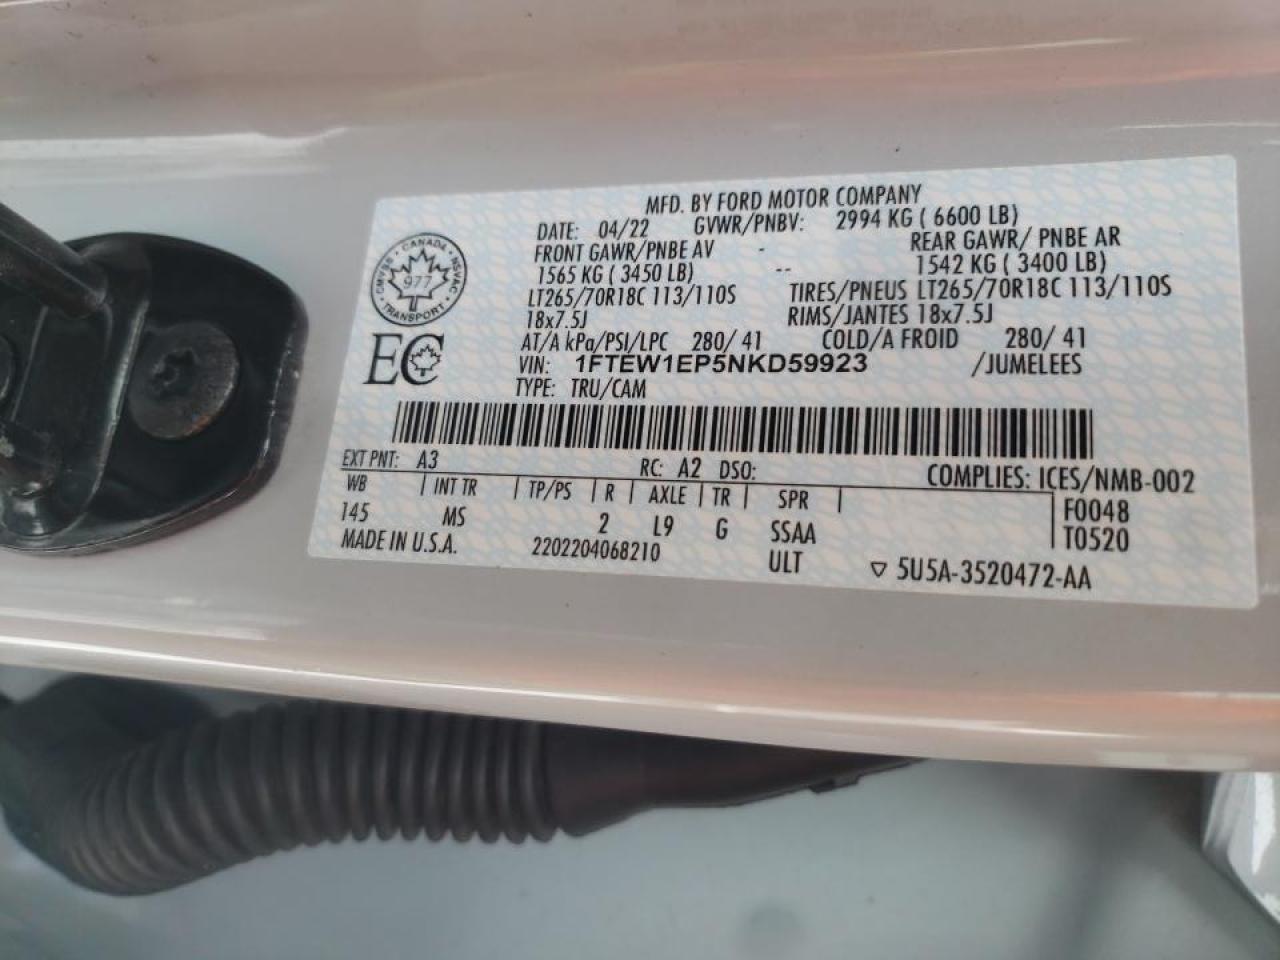 MFD. BY FORD MOTOR COMPANY
DATE: 04/22 GVWR/PNBV: 2994 KG ( 6600 LB)
FRONT GAWR/PNBE AV - REAR GAWR/ PNBE AR
1565 KG ( 3450 LB) -- 1542 KG ( 3400 LB)
LT265/70R18C 113/110S TIRES/PNEUS LT265/70R18C 113/110S
18x7.5J RIMS/JANTES 18x7.5J
AT/A kPa/PSI/LPC 280/ 41 COLD/A FROID 280/ 41
VIN: 1FTEW1EP5NKD59923 /JUMELEES
TYPE: TRU/CAM
CANADA · NSVAC · TRANSPORT · CMVSS
977
EC
EXT PNT: A3 RC: A2 DSO: COMPLIES: ICES/NMB-002
WB | INT TR | TP/PS | R | AXLE | TR | SPR | F0048
145 MS 2 L9 G SSAA T0520
MADE IN U.S.A. 2202204068210 ULT ▽ 5U5A-3520472-AA